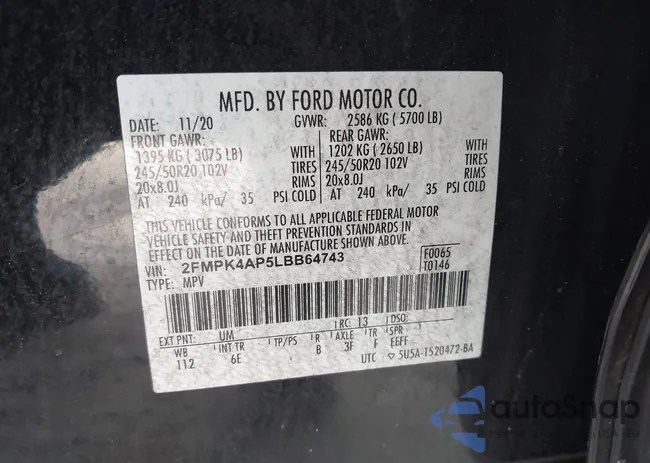 MFD. BY FORD MOTOR CO.
DATE: 11/20 GVWR: 2586 KG ( 5700 LB)
FRONT GAWR: REAR GAWR:
1395 KG ( 3075 LB) WITH 1202 KG ( 2650 LB) WITH
245/50R20 102V TIRES 245/50R20 102V TIRES
20x8.0J RIMS 20x8.0J RIMS
AT 240 kPa/ 35 PSI COLD AT 240 kPa/ 35 PSI COLD
THIS VEHICLE CONFORMS TO ALL APPLICABLE FEDERAL MOTOR
VEHICLE SAFETY AND THEFT PREVENTION STANDARDS IN
EFFECT ON THE DATE OF MANUFACTURE SHOWN ABOVE.
VIN: 2FMPK4AP5LBB64743 F0065
TYPE: MPV T0146
EXT PNT: UM RC: 13 DSO:
WB INT TR TP/PS R AXLE TR SPR
112 6E B 3F F EEFF
UTC 5U5A-1520472-BA
autoSnap